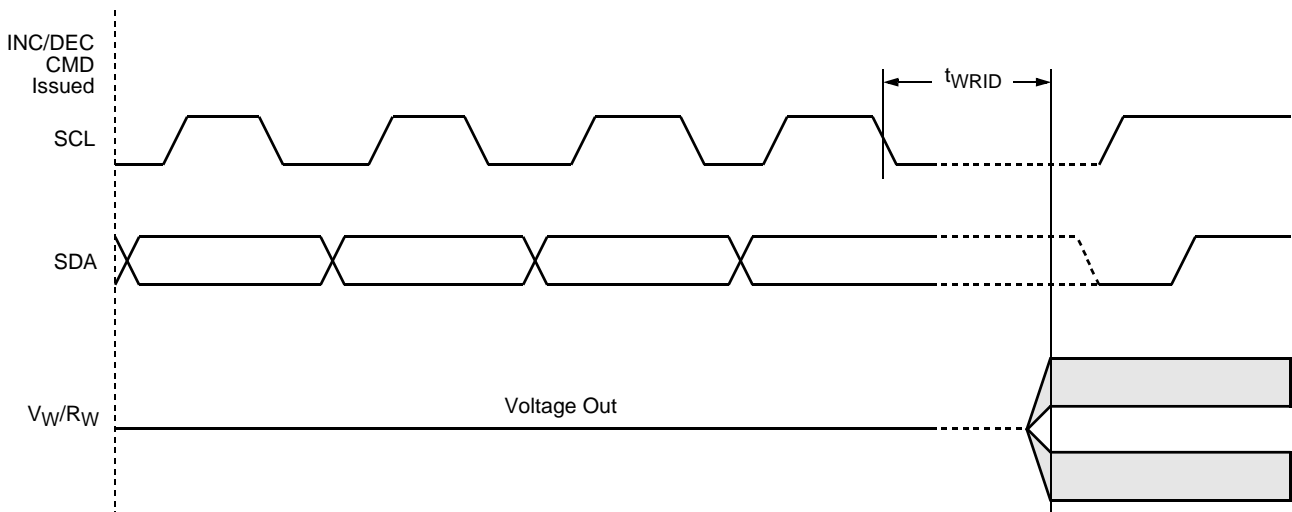 INC/DEC
CMD
Issued
tWRID
SCL
SDA
Voltage Out
VW/RW